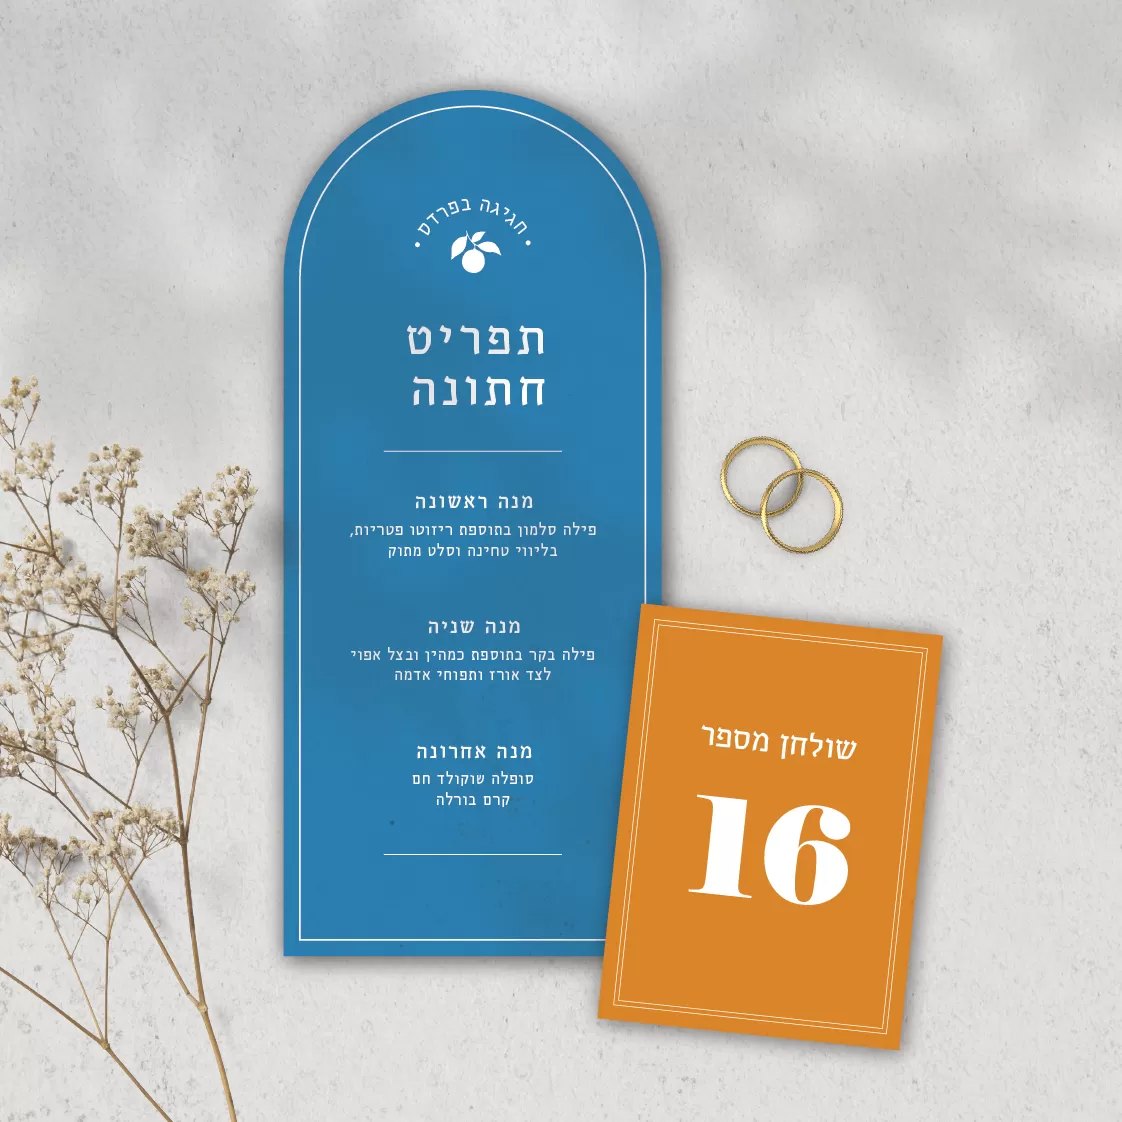 חגיגה בפרדס
תפריט
חתונה
מנה ראשונה
פילה סלמון בתוספת ריזוטו פטריות,
בליווי טחינה וסלט מתוק
מנה שניה
פילה בקר בתוספת כמהין ובצל אפוי
לצד אורז ותפוחי אדמה
מנה אחרונה
סופלה שוקולד חם
קרם בורלה
שולחן מספר
16